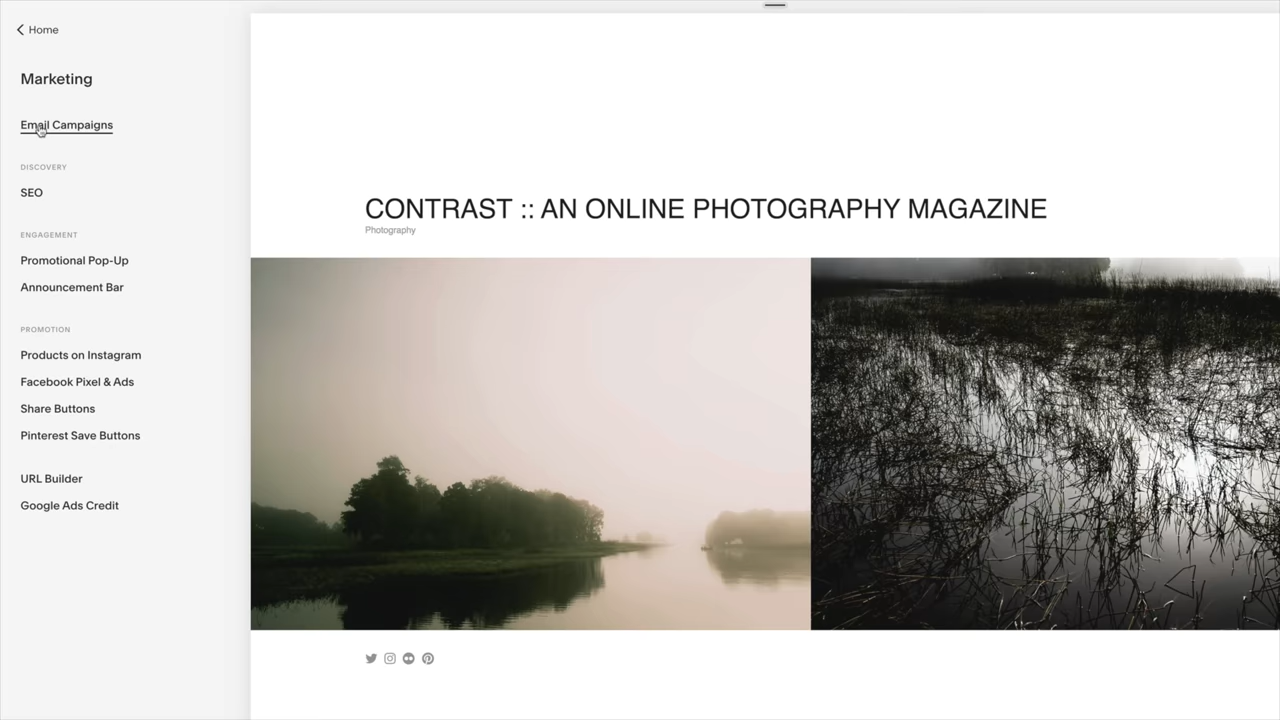 Home
Marketing
Email Campaigns
DISCOVERY
SEO
ENGAGEMENT
Promotional Pop-Up
Announcement Bar
PROMOTION
Products on Instagram
Facebook Pixel & Ads
Share Buttons
Pinterest Save Buttons
URL Builder
Google Ads Credit
CONTRAST :: AN ONLINE PHOTOGRAPHY MAGAZINE
Photography